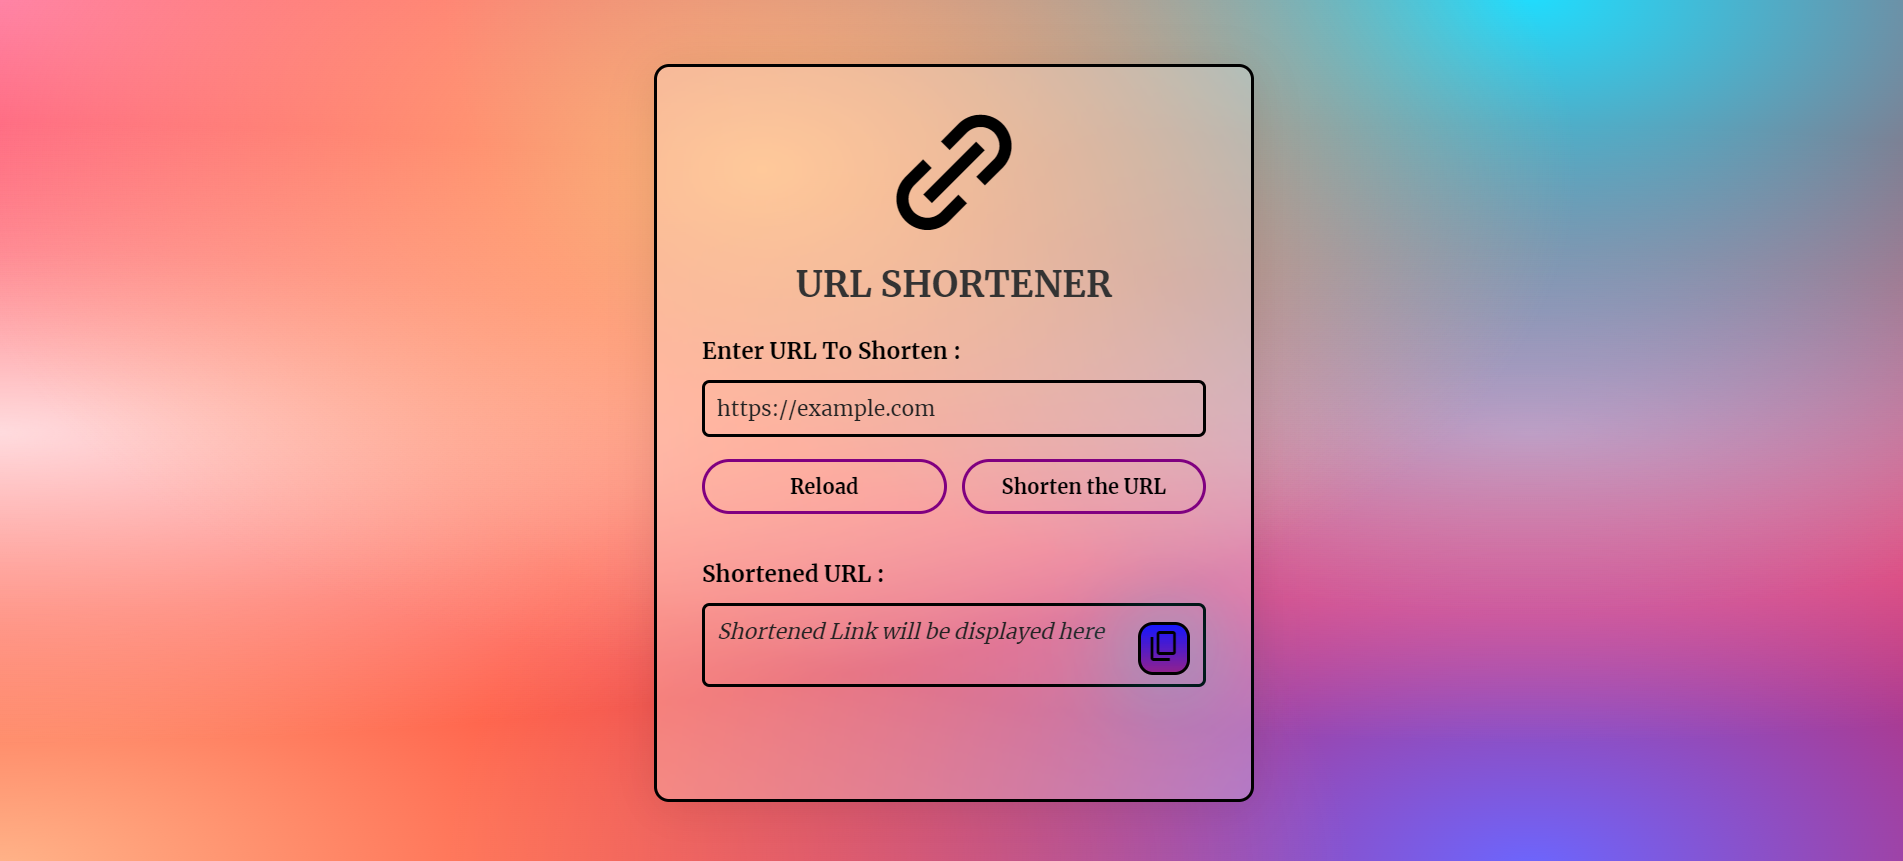 URL SHORTENER
Enter URL To Shorten :
https://example.com
Reload
Shorten the URL
Shortened URL :
Shortened Link will be displayed here